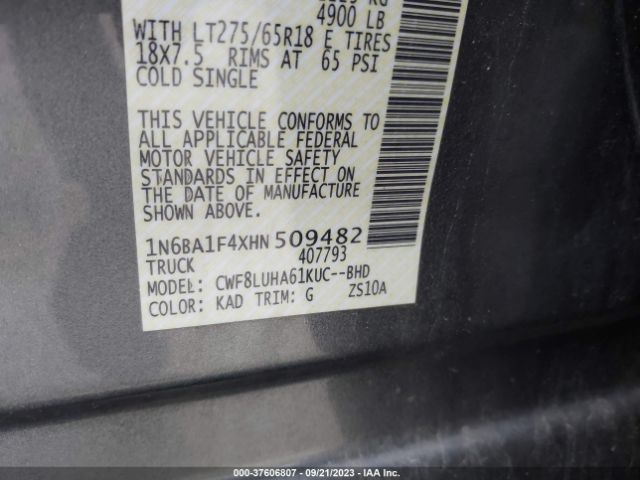 4900 LB
WITH LT275/65R18 E TIRES
18X7.5 RIMS AT 65 PSI
COLD SINGLE
THIS VEHICLE CONFORMS TO
ALL APPLICABLE FEDERAL
MOTOR VEHICLE SAFETY
STANDARDS IN EFFECT ON
THE DATE OF MANUFACTURE
SHOWN ABOVE.
1N6BA1F4XHN 509482
TRUCK 407793
MODEL: CWF8LUHA61KUC--BHD
COLOR: KAD TRIM: G ZS10A
000-37606807 / 09/21/2023 / IAA Inc.